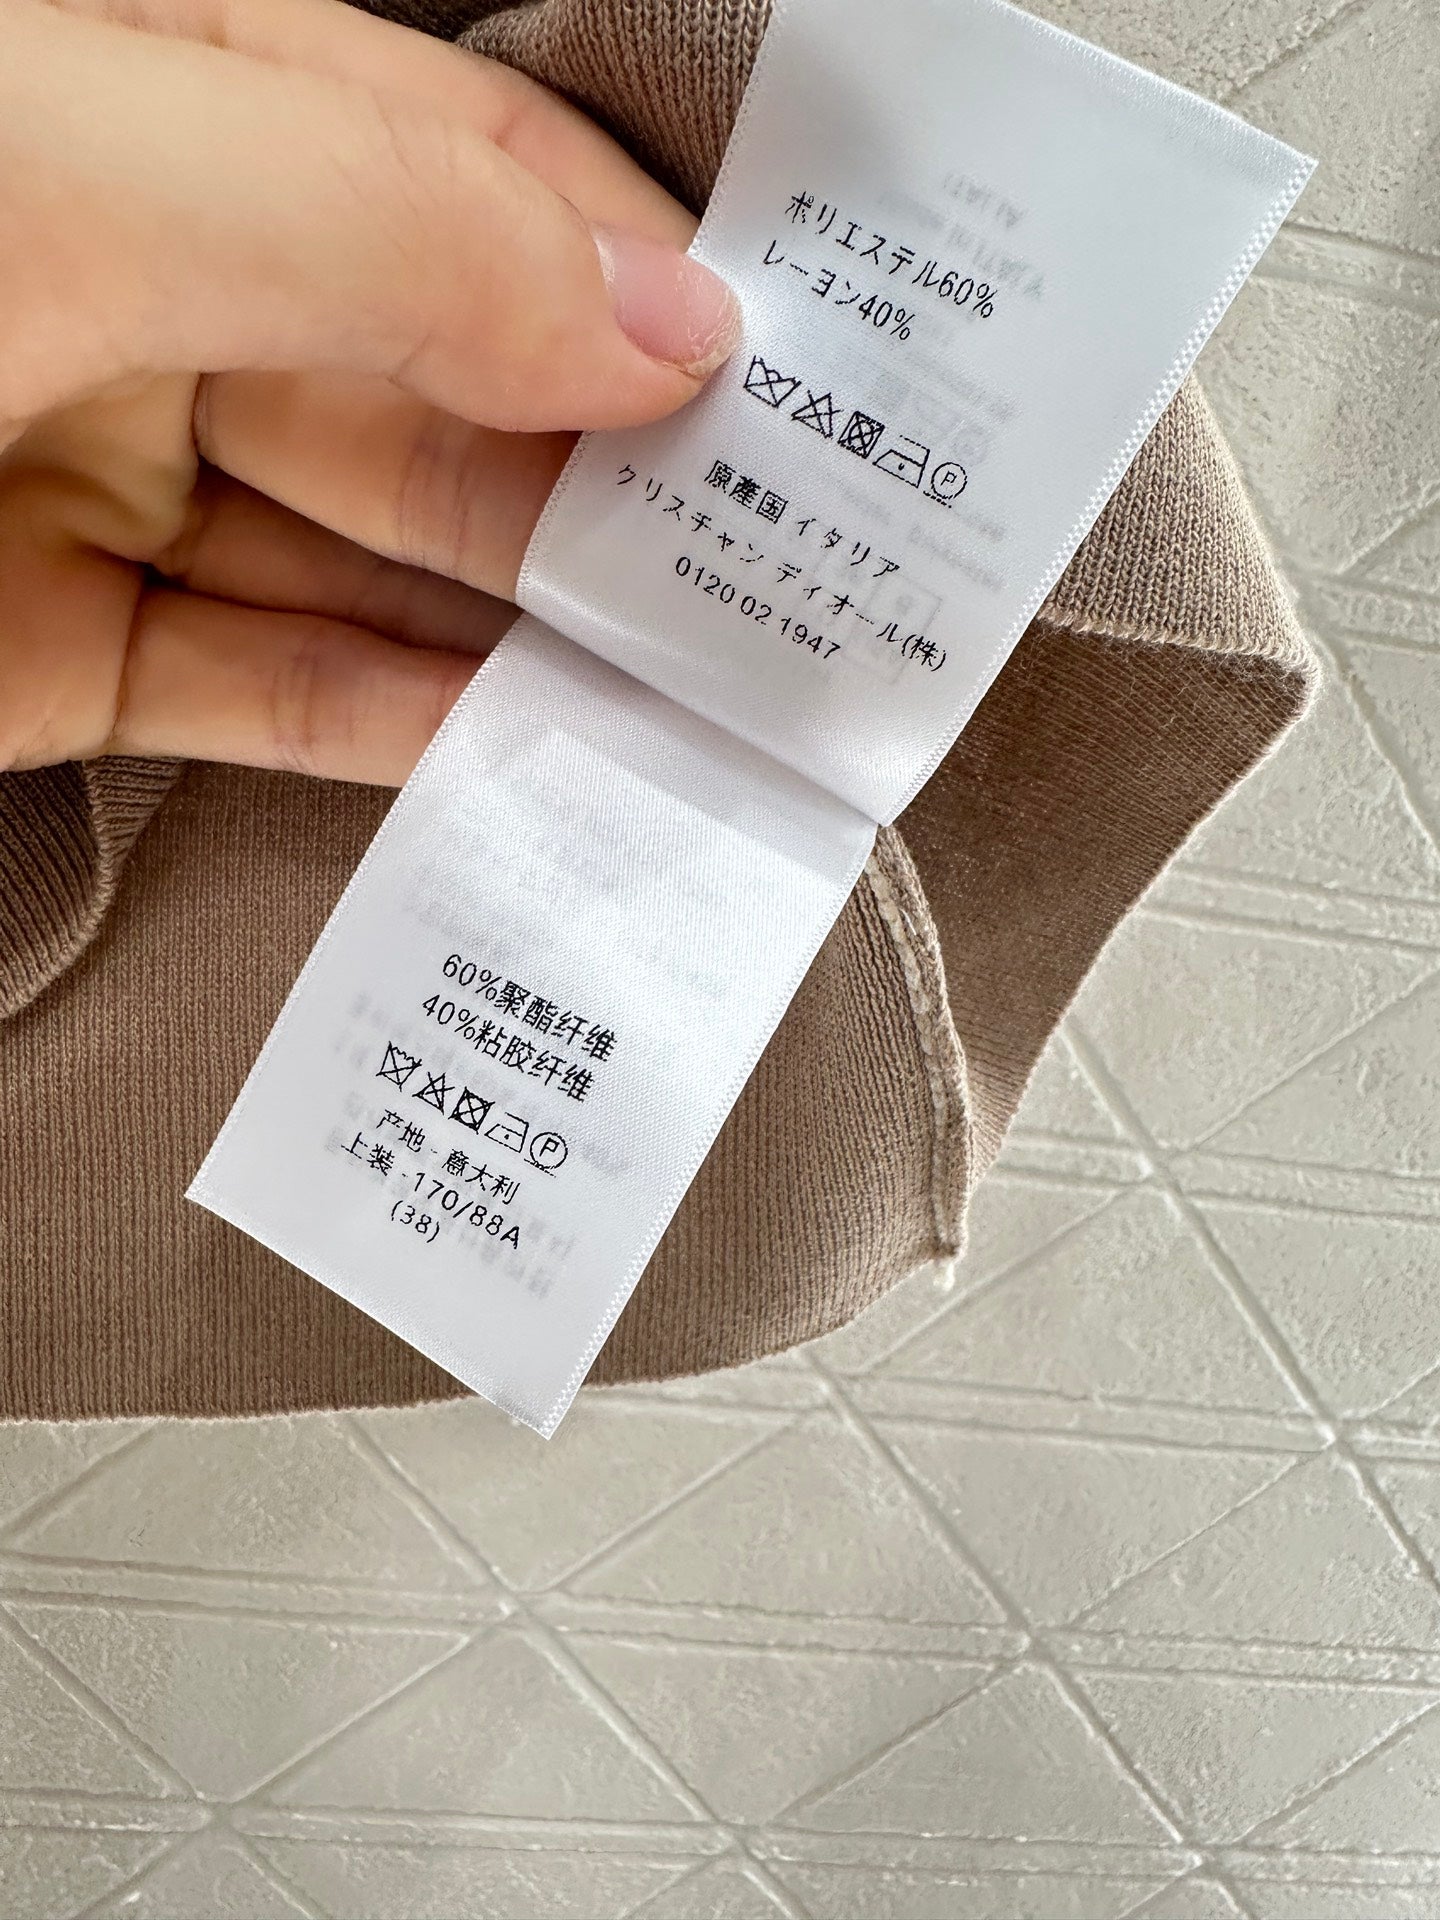 ポリエステル60%
レーヨン40%
P
原産国 イタリア
クリスチャン ディオール(株)
0120 02 1947
60%聚酯纤维
40%粘胶纤维
P
产地 - 意大利
上装 -170/88A
(38)